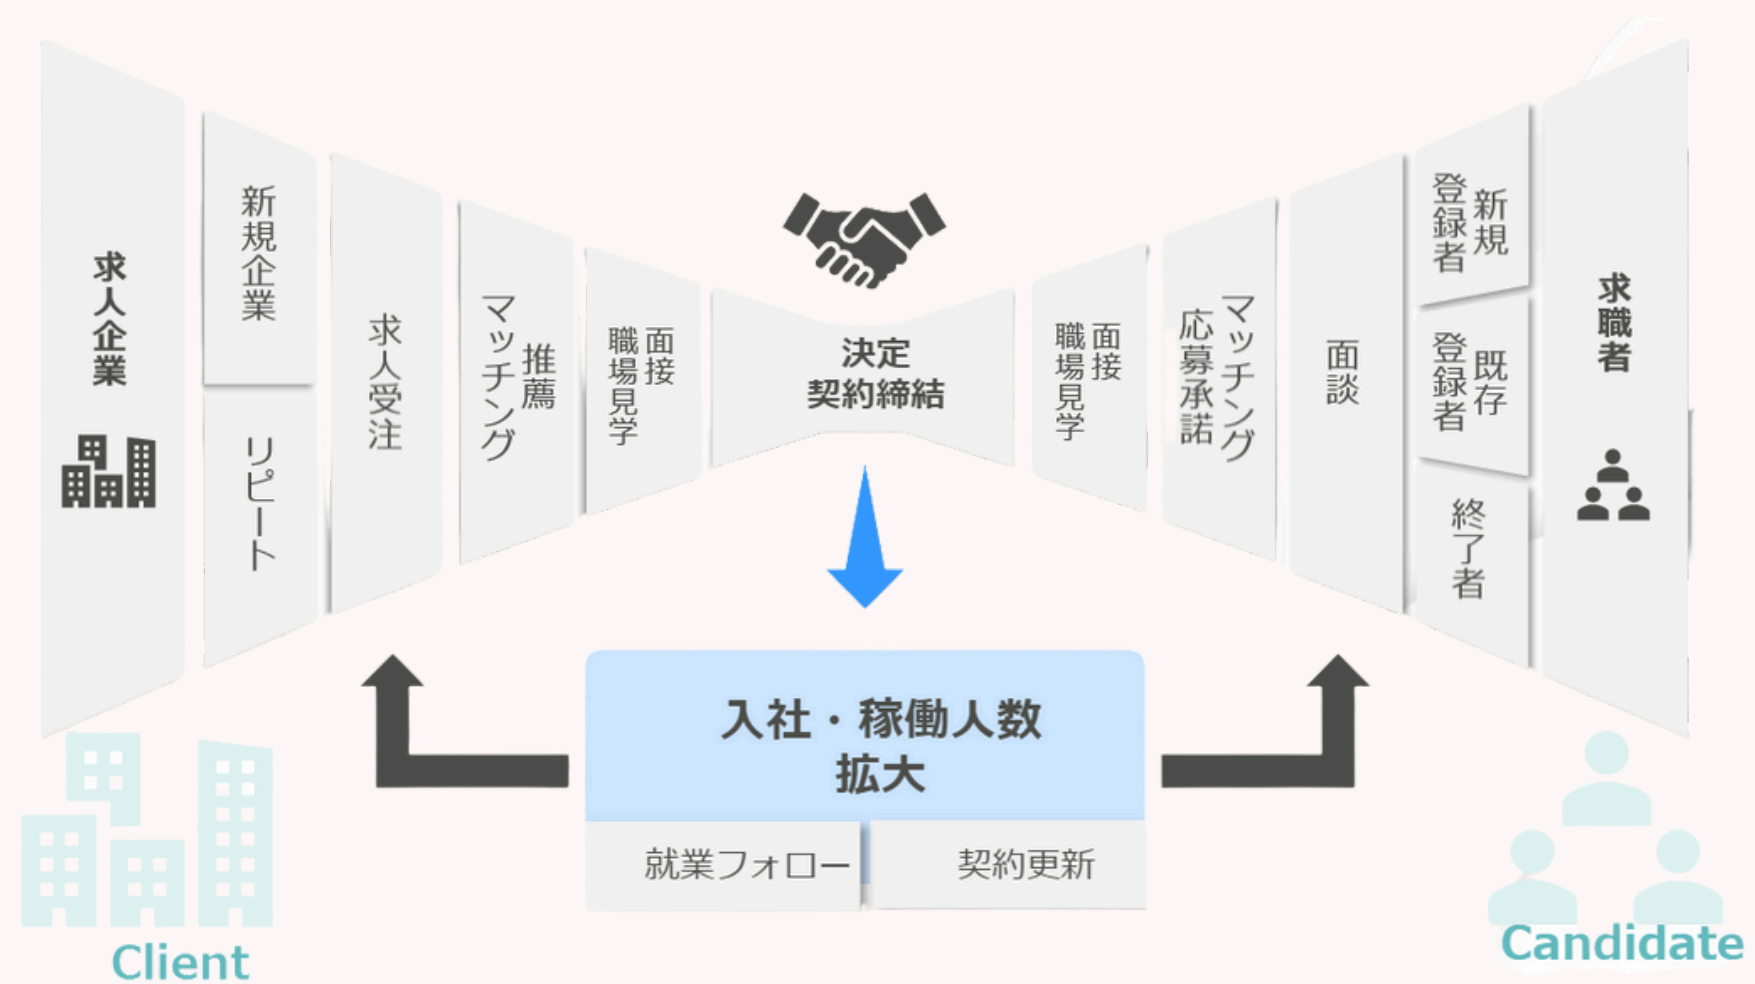 求人企業
新規企業
リピート
求人受注
推薦
マッチング
面接
職場見学
決定
契約締結
面接
職場見学
マッチング
応募承諾
面談
新規
登録者
既存
登録者
終了者
求職者
入社・稼働人数
拡大
就業フォロー
契約更新
Client
Candidate